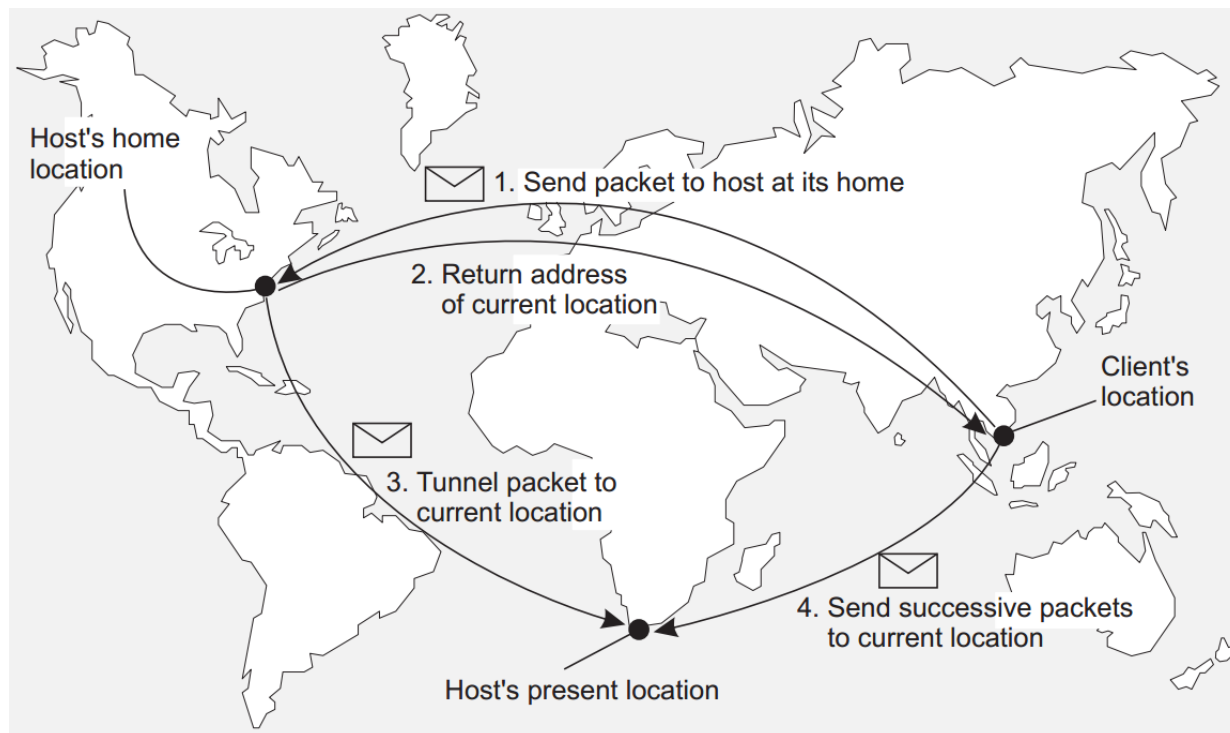 Host's home
location
1. Send packet to host at its home
2. Return address
of current location
Client's
location
3. Tunnel packet to
current location
4. Send successive packets
to current location
Host's present location